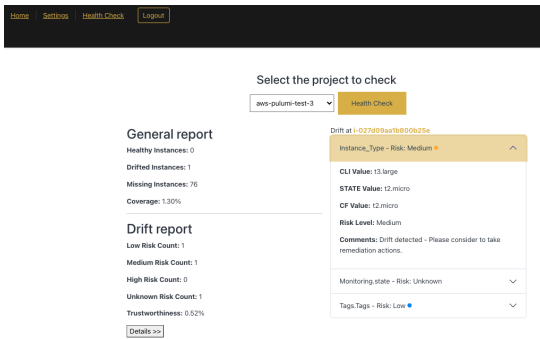 Home
Settings
Health Check
Logout
Select the project to check
aws-pulumi-test-3
Health Check
General report
Healthy Instances: 0
Drifted Instances: 1
Missing Instances: 76
Coverage: 1.30%
Drift report
Low Risk Count: 1
Medium Risk Count: 1
High Risk Count: 0
Unknown Risk Count: 1
Trustworthiness: 0.52%
Details >>
Drift at i-027d09aa1b800b25e
Instance_Type - Risk: Medium
CLI Value: t3.large
STATE Value: t2.micro
CF Value: t2.micro
Risk Level: Medium
Comments: Drift detected - Please consider to take
remediation actions.
Monitoring.state - Risk: Unknown
Tags.Tags - Risk: Low